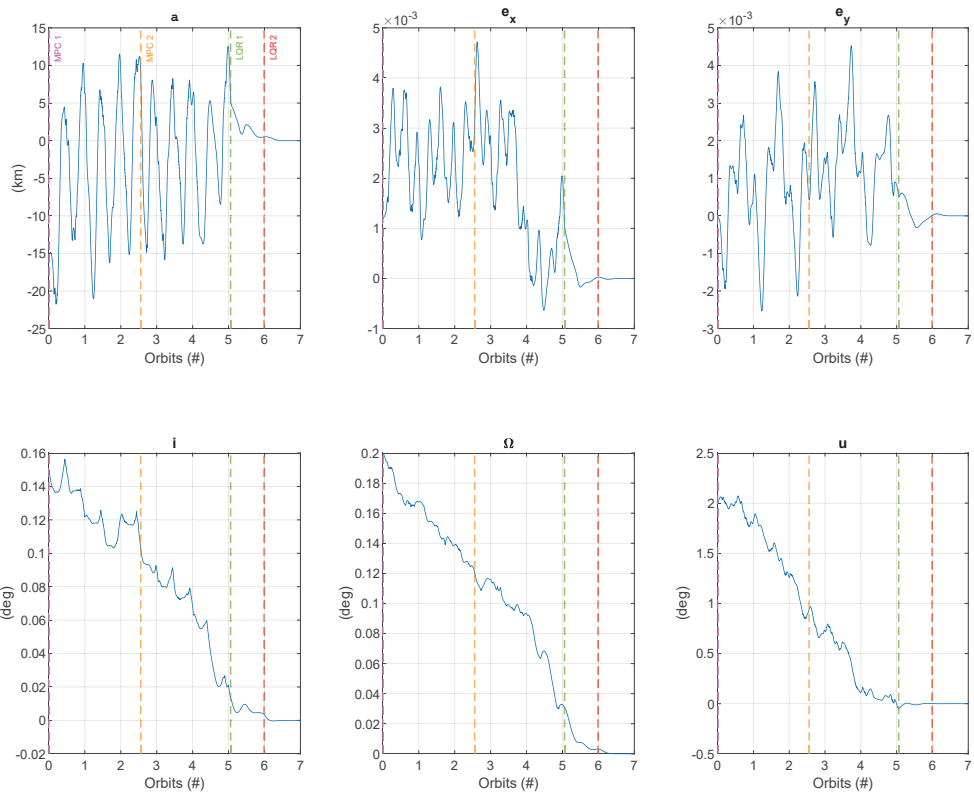 a
MPC 1
MPC 2
LQR 1
LQR 2
15
10
5
0
-5
-10
-15
-20
-25
(km)
0 1 2 3 4 5 6 7
Orbits (#)
e_x
×10^-3
5
4
3
2
1
0
-1
0 1 2 3 4 5 6 7
Orbits (#)
e_y
×10^-3
5
4
3
2
1
0
-1
-2
-3
0 1 2 3 4 5 6 7
Orbits (#)
i
0.16
0.14
0.12
0.1
0.08
0.06
0.04
0.02
0
-0.02
(deg)
0 1 2 3 4 5 6 7
Orbits (#)
Ω
0.2
0.18
0.16
0.14
0.12
0.1
0.08
0.06
0.04
0.02
0
(deg)
0 1 2 3 4 5 6 7
Orbits (#)
u
2.5
2
1.5
1
0.5
0
-0.5
(deg)
0 1 2 3 4 5 6 7
Orbits (#)